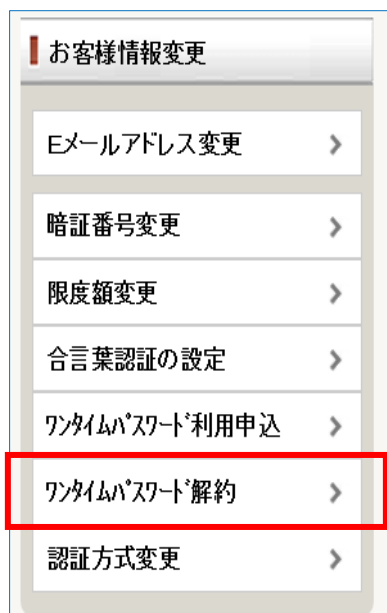 お客様情報変更
Eメールアドレス変更
暗証番号変更
限度額変更
合言葉認証の設定
ﾜﾝﾀｲﾑﾊﾟｽﾜｰﾄﾞ利用申込
ﾜﾝﾀｲﾑﾊﾟｽﾜｰﾄﾞ解約
認証方式変更